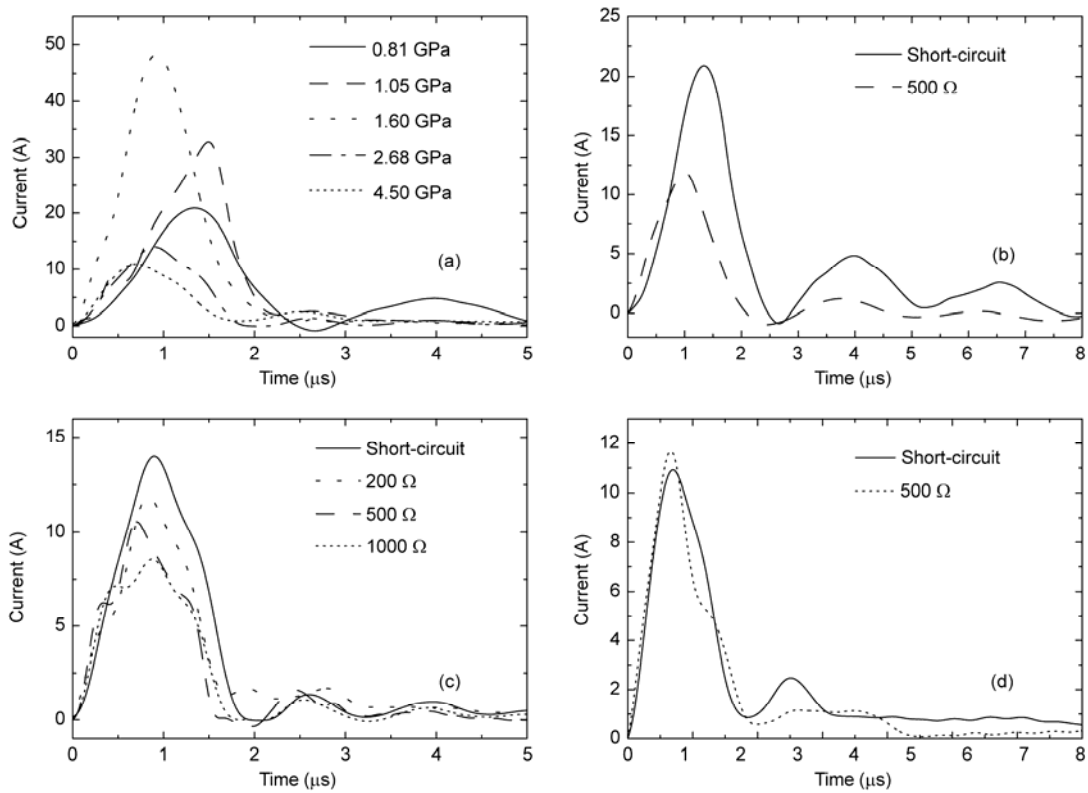 50
40
30
20
10
0
Current (A)
0.81 GPa
1.05 GPa
1.60 GPa
2.68 GPa
4.50 GPa
(a)
0 1 2 3 4 5
Time (μs)
25
20
15
10
5
0
Current (A)
Short-circuit
500 Ω
(b)
0 1 2 3 4 5 6 7 8
Time (μs)
15
10
5
0
Current (A)
Short-circuit
200 Ω
500 Ω
1000 Ω
(c)
0 1 2 3 4 5
Time (μs)
12
10
8
6
4
2
0
Current (A)
Short-circuit
500 Ω
(d)
0 1 2 3 4 5 6 7 8
Time (μs)